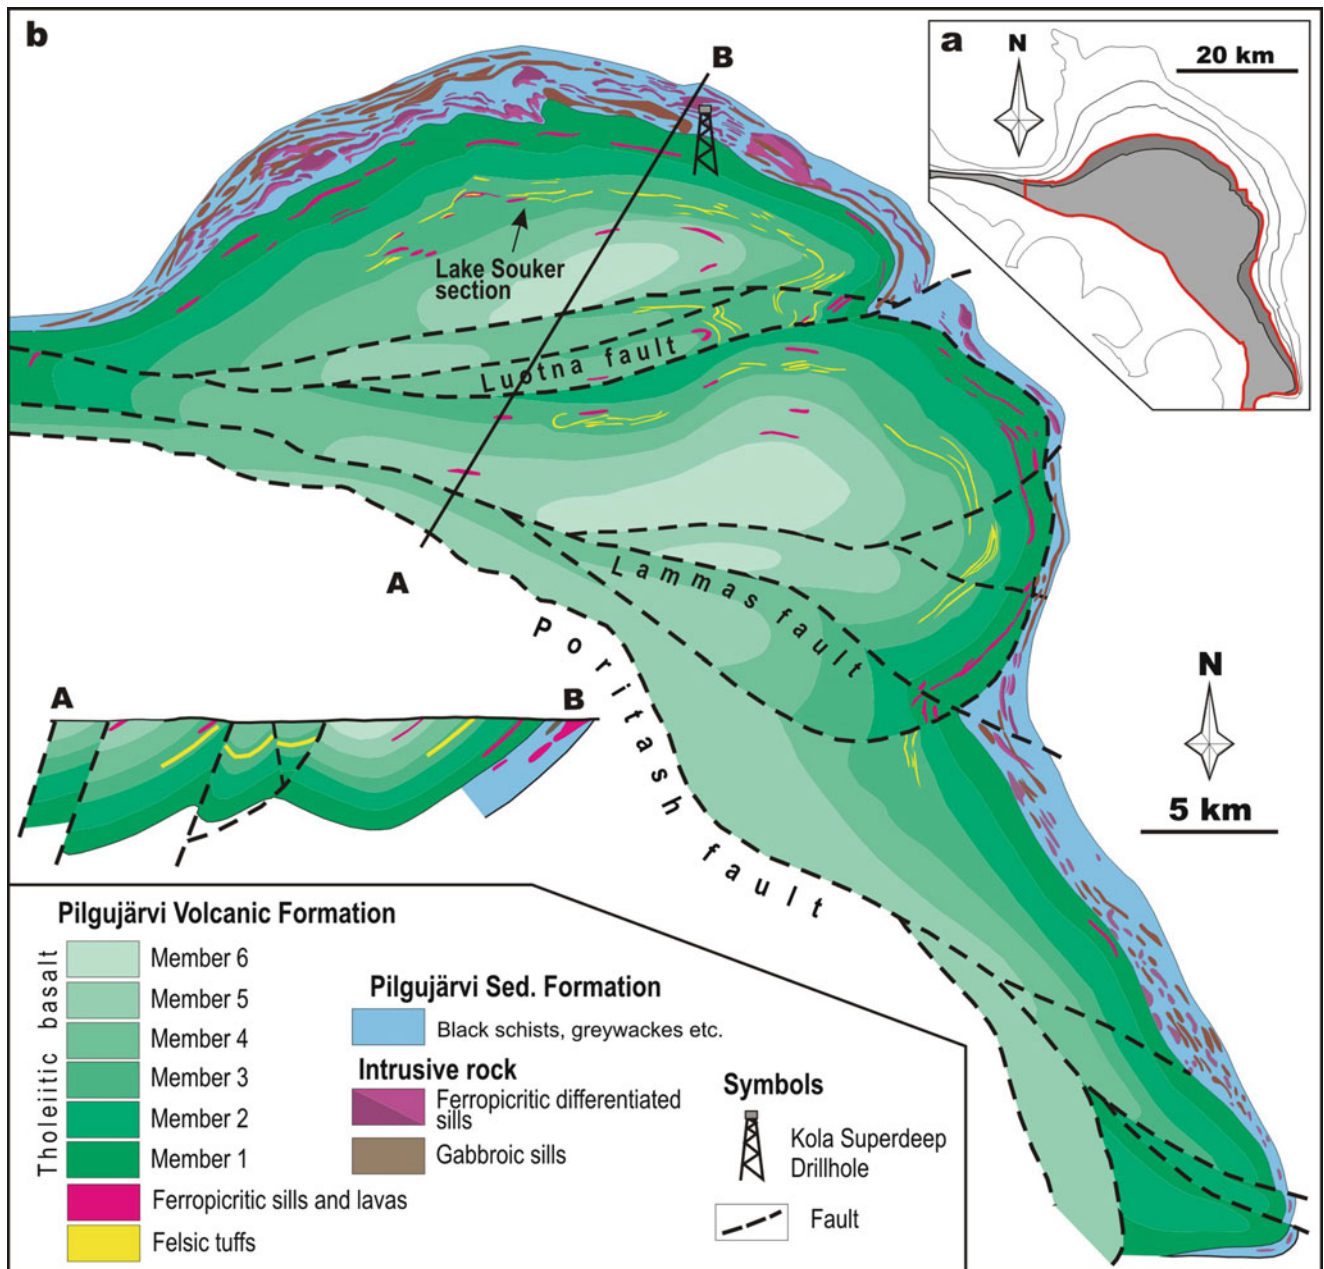 b
B
a
N
20 km
Lake Souker
section
Luotna fault
Lammas fault
A
Poritash fault
N
5 km
A
B
Pilgujärvi Volcanic Formation
Tholeiitic basalt
Member 6
Member 5
Member 4
Member 3
Member 2
Member 1
Ferropicritic sills and lavas
Felsic tuffs
Pilgujärvi Sed. Formation
Black schists, greywackes etc.
Intrusive rock
Ferropicritic differentiated
sills
Gabbroic sills
Symbols
Kola Superdeep
Drillhole
Fault